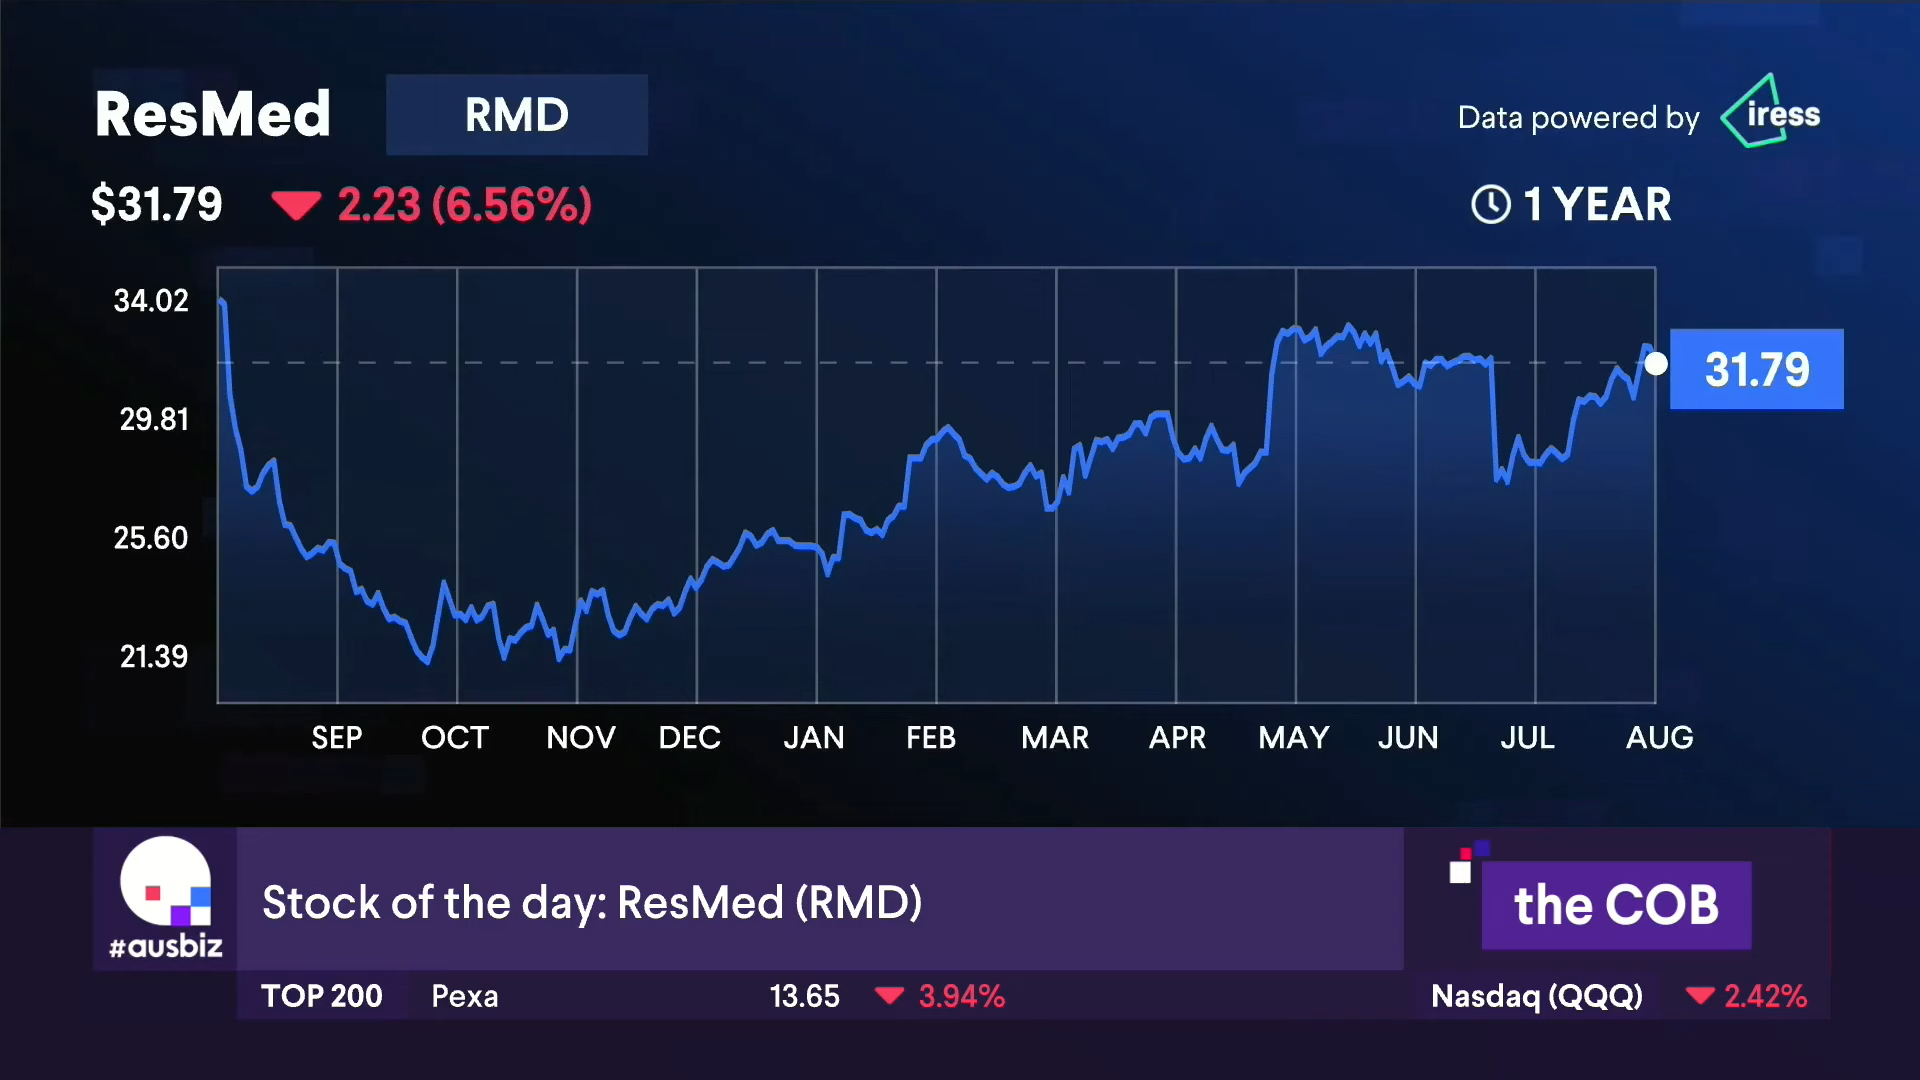 ResMed RMD
Data powered by iress
$31.79 2.23 (6.56%)
1 YEAR
34.02
29.81
25.60
21.39
31.79
SEP OCT NOV DEC JAN FEB MAR APR MAY JUN JUL AUG
#ausbiz
Stock of the day: ResMed (RMD)
the COB
TOP 200 Pexa 13.65 3.94% Nasdaq (QQQ) 2.42%